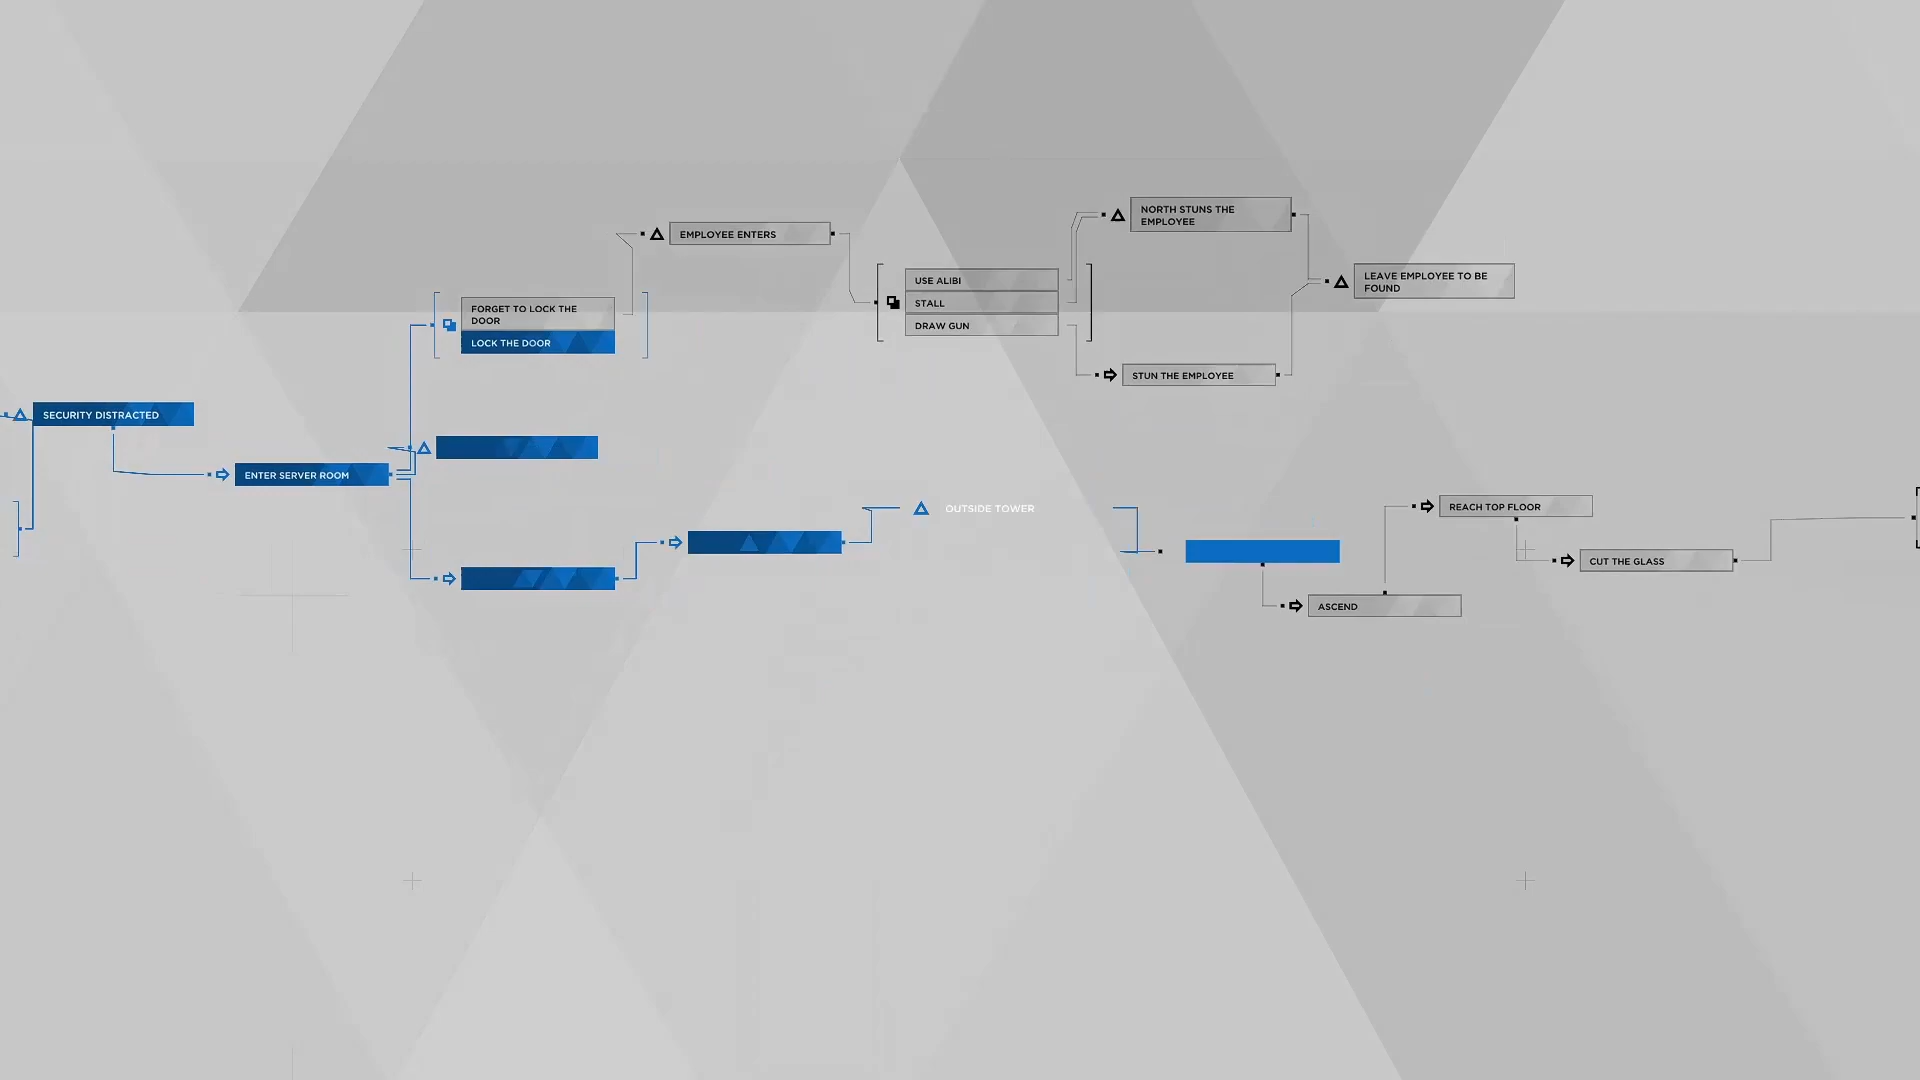 NORTH STUNS THE
EMPLOYEE
EMPLOYEE ENTERS
USE ALIBI
STALL
DRAW GUN
LEAVE EMPLOYEE TO BE
FOUND
FORGET TO LOCK THE
DOOR
LOCK THE DOOR
STUN THE EMPLOYEE
SECURITY DISTRACTED
ENTER SERVER ROOM
OUTSIDE TOWER
REACH TOP FLOOR
CUT THE GLASS
ASCEND